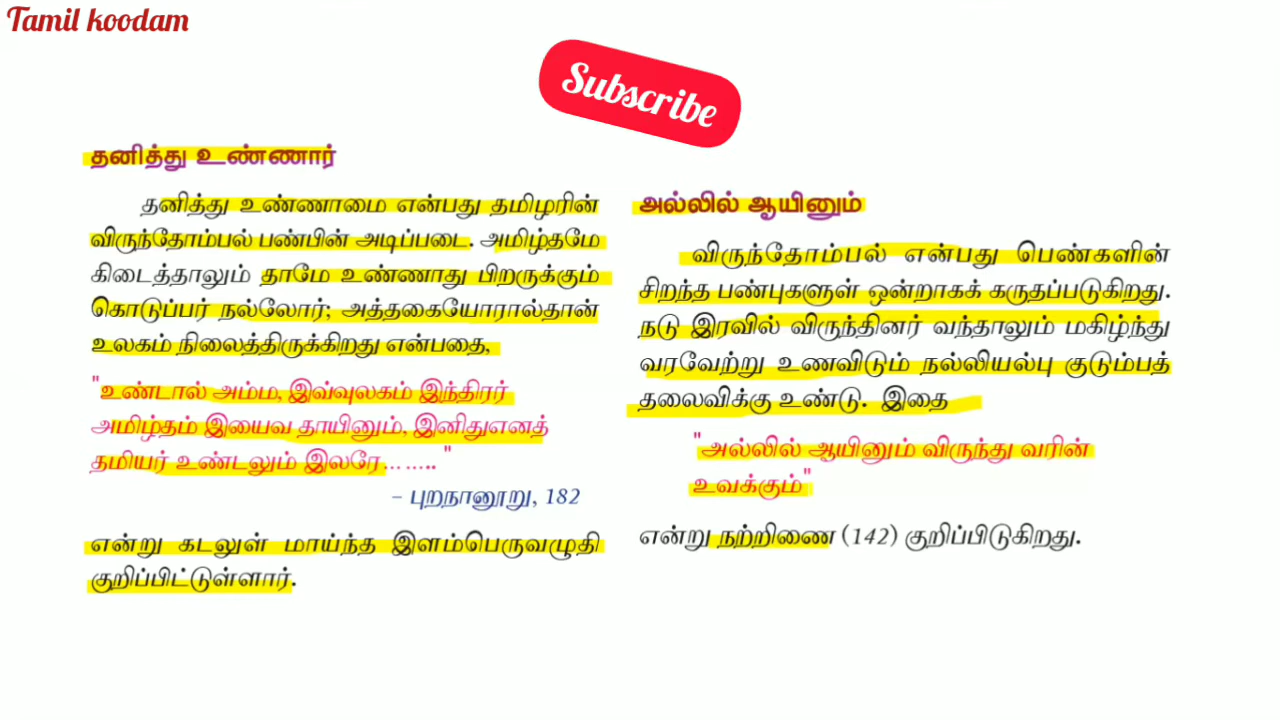 Tamil koodam
Subscribe
தனித்து உண்ணார்
தனித்து உண்ணாமை என்பது தமிழரின்
விருந்தோம்பல் பண்பின் அடிப்படை. அமிழ்தமே
கிடைத்தாலும் தாமே உண்ணாது பிறருக்கும்
கொடுப்பர் நல்லோர்; அத்தகையோரால்தான்
உலகம் நிலைத்திருக்கிறது என்பதை,
"உண்டால் அம்ம, இவ்வுலகம் இந்திரர்
அமிழ்தம் இயைவ தாயினும், இனிதுஎனத்
தமியர் உண்டலும் இலரே…….. "
– புறநானூறு, 182
என்று கடலுள் மாய்ந்த இளம்பெருவழுதி
குறிப்பிட்டுள்ளார்.
அல்லில் ஆயினும்
விருந்தோம்பல் என்பது பெண்களின்
சிறந்த பண்புகளுள் ஒன்றாகக் கருதப்படுகிறது.
நடு இரவில் விருந்தினர் வந்தாலும் மகிழ்ந்து
வரவேற்று உணவிடும் நல்லியல்பு குடும்பத்
தலைவிக்கு உண்டு. இதை
"அல்லில் ஆயினும் விருந்து வரின்
உவக்கும்"
என்று நற்றிணை (142) குறிப்பிடுகிறது.